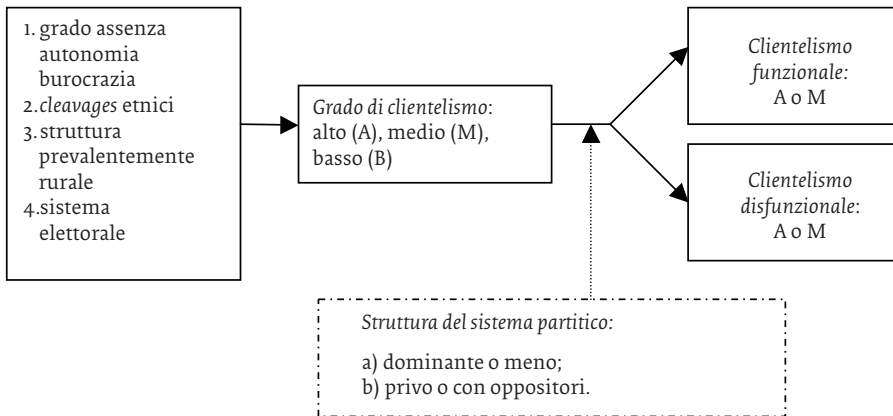 1. grado assenza
autonomia
burocrazia
2. cleavages etnici
3. struttura
prevalentemente
rurale
4.sistema
elettorale
Grado di clientelismo:
alto (A), medio (M),
basso (B)
Clientelismo
funzionale:
A o M
Clientelismo
disfunzionale:
A o M
Struttura del sistema partitico:
a) dominante o meno;
b) privo o con oppositori.